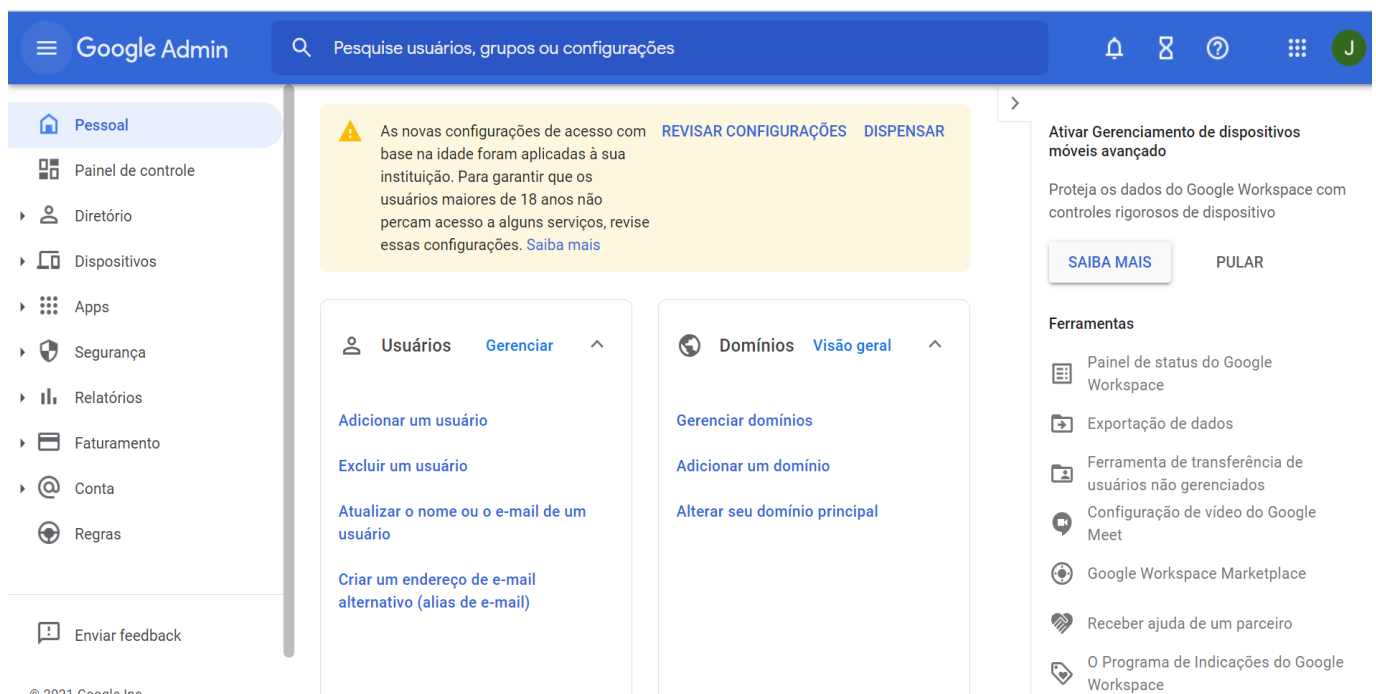 Google Admin
Pesquise usuários, grupos ou configurações
J
Pessoal
Painel de controle
Diretório
Dispositivos
Apps
Segurança
Relatórios
Faturamento
Conta
Regras
Enviar feedback
© 2021 Google Inc
As novas configurações de acesso com
base na idade foram aplicadas à sua
instituição. Para garantir que os
usuários maiores de 18 anos não
percam acesso a alguns serviços, revise
essas configurações. Saiba mais
REVISAR CONFIGURAÇÕES DISPENSAR
Usuários Gerenciar
Adicionar um usuário
Excluir um usuário
Atualizar o nome ou o e-mail de um
usuário
Criar um endereço de e-mail
alternativo (alias de e-mail)
Domínios Visão geral
Gerenciar domínios
Adicionar um domínio
Alterar seu domínio principal
Ativar Gerenciamento de dispositivos
móveis avançado
Proteja os dados do Google Workspace com
controles rigorosos de dispositivo
SAIBA MAIS PULAR
Ferramentas
Painel de status do Google
Workspace
Exportação de dados
Ferramenta de transferência de
usuários não gerenciados
Configuração de vídeo do Google
Meet
Google Workspace Marketplace
Receber ajuda de um parceiro
O Programa de Indicações do Google
Workspace